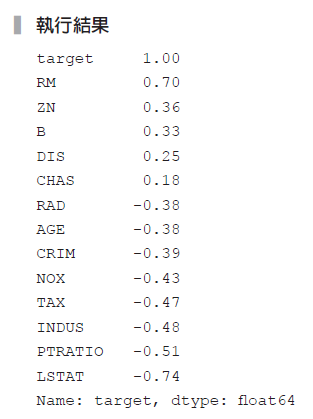 執行結果
target 1.00
RM 0.70
ZN 0.36
B 0.33
DIS 0.25
CHAS 0.18
RAD -0.38
AGE -0.38
CRIM -0.39
NOX -0.43
TAX -0.47
INDUS -0.48
PTRATIO -0.51
LSTAT -0.74
Name: target, dtype: float64